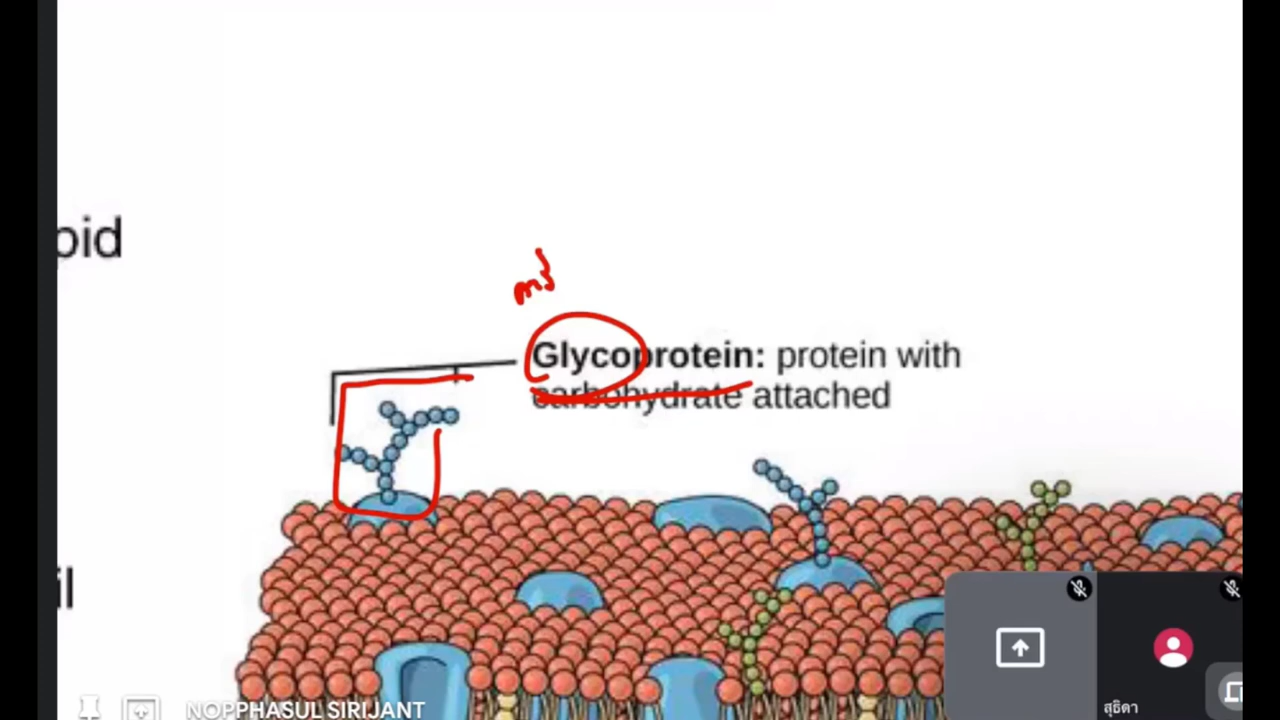 pid
Glycoprotein: protein with
carbohydrate attached
il
NOPPHASUL SIRIJANT
สุธิดา